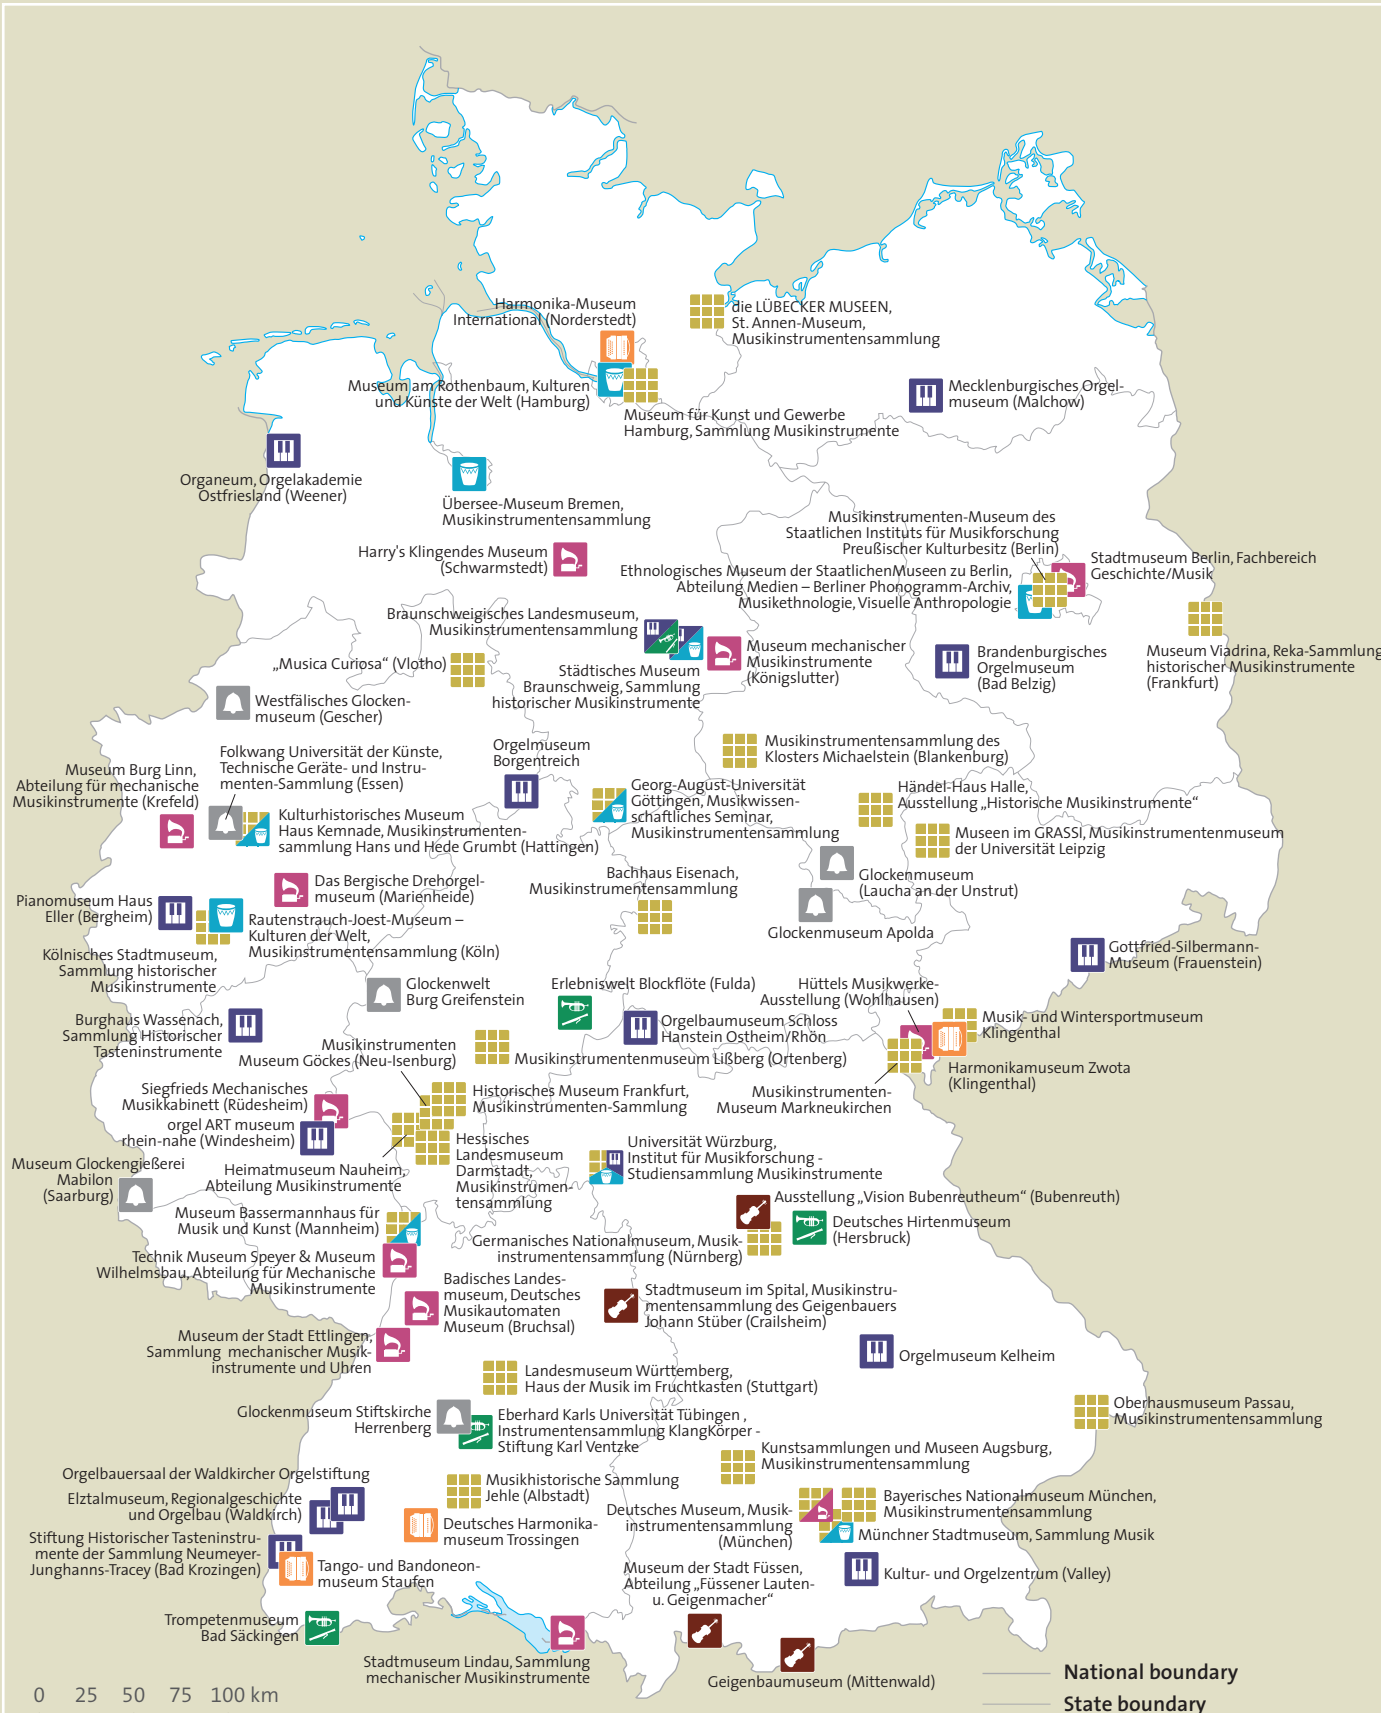 Harmonika-Museum
International (Norderstedt)
die LÜBECKER MUSEEN,
St. Annen-Museum,
Musikinstrumentensammlung
Museum am Rothenbaum, Kulturen
und Künste der Welt (Hamburg)
Museum für Kunst und Gewerbe
Hamburg, Sammlung Musikinstrumente
Mecklenburgisches Orgel-
museum (Malchow)
Organeum, Orgelakademie
Ostfriesland (Weener)
Übersee-Museum Bremen,
Musikinstrumentensammlung
Musikinstrumenten-Museum des
Staatlichen Instituts für Musikforschung
Preußischer Kulturbesitz (Berlin)
Harry's Klingendes Museum
(Schwarmstedt)
Stadtmuseum Berlin, Fachbereich
Geschichte/Musik
Ethnologisches Museum der StaatlichenMuseen zu Berlin,
Abteilung Medien – Berliner Phonogramm-Archiv,
Musikethnologie, Visuelle Anthropologie
Braunschweigisches Landesmuseum,
Musikinstrumentensammlung
Museum mechanischer
Musikinstrumente
(Königslutter)
Brandenburgisches
Orgelmuseum
(Bad Belzig)
Museum Viadrina, Reka-Sammlung
historischer Musikinstrumente
(Frankfurt)
„Musica Curiosa“ (Vlotho)
Städtisches Museum
Braunschweig, Sammlung
historischer Musikinstrumente
Westfälisches Glocken-
museum (Gescher)
Folkwang Universität der Künste,
Technische Geräte- und Instru-
menten-Sammlung (Essen)
Orgelmuseum
Borgentreich
Musikinstrumentensammlung des
Klosters Michaelstein (Blankenburg)
Museum Burg Linn,
Abteilung für mechanische
Musikinstrumente (Krefeld)
Georg-August-Universität
Göttingen, Musikwissen-
schaftliches Seminar,
Musikinstrumentensammlung
Händel-Haus Halle,
Ausstellung „Historische Musikinstrumente“
Kulturhistorisches Museum
Haus Kemnade, Musikinstrumenten-
sammlung Hans und Hede Grumbt (Hattingen)
Museen im GRASSI, Musikinstrumentenmuseum
der Universität Leipzig
Das Bergische Drehorgel-
museum (Marienheide)
Bachhaus Eisenach,
Musikinstrumentensammlung
Glockenmuseum
(Laucha an der Unstrut)
Pianomuseum Haus
Eller (Bergheim)
Rautenstrauch-Joest-Museum –
Kulturen der Welt,
Musikinstrumentensammlung (Köln)
Glockenmuseum Apolda
Kölnisches Stadtmuseum,
Sammlung historischer
Musikinstrumente
Gottfried-Silbermann-
Museum (Frauenstein)
Glockenwelt
Burg Greifenstein
Erlebniswelt Blockflöte (Fulda)
Hüttels Musikwerke-
Ausstellung (Wohlhausen)
Burghaus Wassenach,
Sammlung Historischer
Tasteninstrumente
Orgelbaumuseum Schloss
Hanstein Ostheim/Rhön
Musik- und Wintersportmuseum
Klingenthal
Musikinstrumenten
Museum Göckes (Neu-Isenburg)
Musikinstrumentenmuseum Lißberg (Ortenberg)
Harmonikamuseum Zwota
(Klingenthal)
Siegfrieds Mechanisches
Musikkabinett (Rüdesheim)
Historisches Museum Frankfurt,
Musikinstrumenten-Sammlung
Musikinstrumenten-
Museum Markneukirchen
orgel ART museum
rhein-nahe (Windesheim)
Hessisches
Landesmuseum
Darmstadt,
Musikinstrumen-
tensammlung
Universität Würzburg,
Institut für Musikforschung -
Studiensammlung Musikinstrumente
Museum Glockengießerei
Mabilon
(Saarburg)
Heimatmuseum Nauheim,
Abteilung Musikinstrumente
Ausstellung „Vision Bubenreutheum“ (Bubenreuth)
Museum Bassermannhaus für
Musik und Kunst (Mannheim)
Deutsches Hirtenmuseum
(Hersbruck)
Germanisches Nationalmuseum, Musik-
instrumentensammlung (Nürnberg)
Technik Museum Speyer & Museum
Wilhelmsbau, Abteilung für Mechanische
Musikinstrumente
Badisches Landes-
museum, Deutsches
Musikautomaten
Museum (Bruchsal)
Stadtmuseum im Spital, Musikinstru-
mentensammlung des Geigenbauers
Johann Stüber (Crailsheim)
Museum der Stadt Ettlingen,
Sammlung mechanischer Musik-
instrumente und Uhren
Orgelmuseum Kelheim
Landesmuseum Württemberg,
Haus der Musik im Fruchtkasten (Stuttgart)
Glockenmuseum Stiftskirche
Herrenberg
Eberhard Karls Universität Tübingen ,
Instrumentensammlung KlangKörper -
Stiftung Karl Ventzke
Oberhausmuseum Passau,
Musikinstrumentensammlung
Kunstsammlungen und Museen Augsburg,
Musikinstrumentensammlung
Orgelbauersaal der Waldkircher Orgelstiftung
Musikhistorische Sammlung
Jehle (Albstadt)
Elztalmuseum, Regionalgeschichte
und Orgelbau (Waldkirch)
Deutsches Museum, Musik-
instrumentensammlung
(München)
Bayerisches Nationalmuseum München,
Musikinstrumentensammlung
Deutsches Harmonika-
museum Trossingen
Münchner Stadtmuseum, Sammlung Musik
Stiftung Historischer Tasteninstru-
mente der Sammlung Neumeyer-
Junghanns-Tracey (Bad Krozingen)
Tango- und Bandoneon-
museum Staufen
Museum der Stadt Füssen,
Abteilung „Füssener Lauten-
u. Geigenmacher“
Kultur- und Orgelzentrum (Valley)
Trompetenmuseum
Bad Säckingen
Stadtmuseum Lindau, Sammlung
mechanischer Musikinstrumente
Geigenbaumuseum (Mittenwald)
National boundary
State boundary
0 25 50 75 100 km